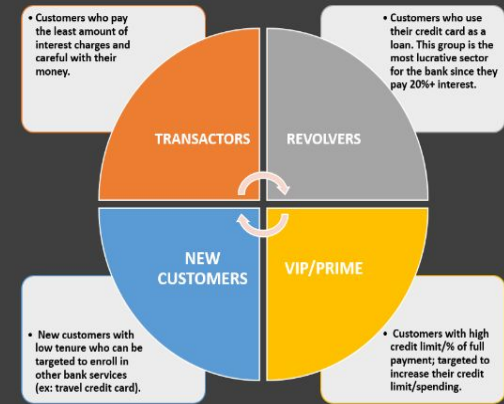 • Customers who pay
the least amount of
interest charges and
careful with their
money.
• Customers who use
their credit card as a
loan. This group is the
most lucrative sector
for the bank since they
pay 20%+ interest.
TRANSACTORS
REVOLVERS
NEW
CUSTOMERS
VIP/PRIME
• New customers with
low tenure who can be
targeted to enroll in
other bank services
(ex: travel credit card).
• Customers with high
credit limit/% of full
payment; targeted to
increase their credit
limit/spending.